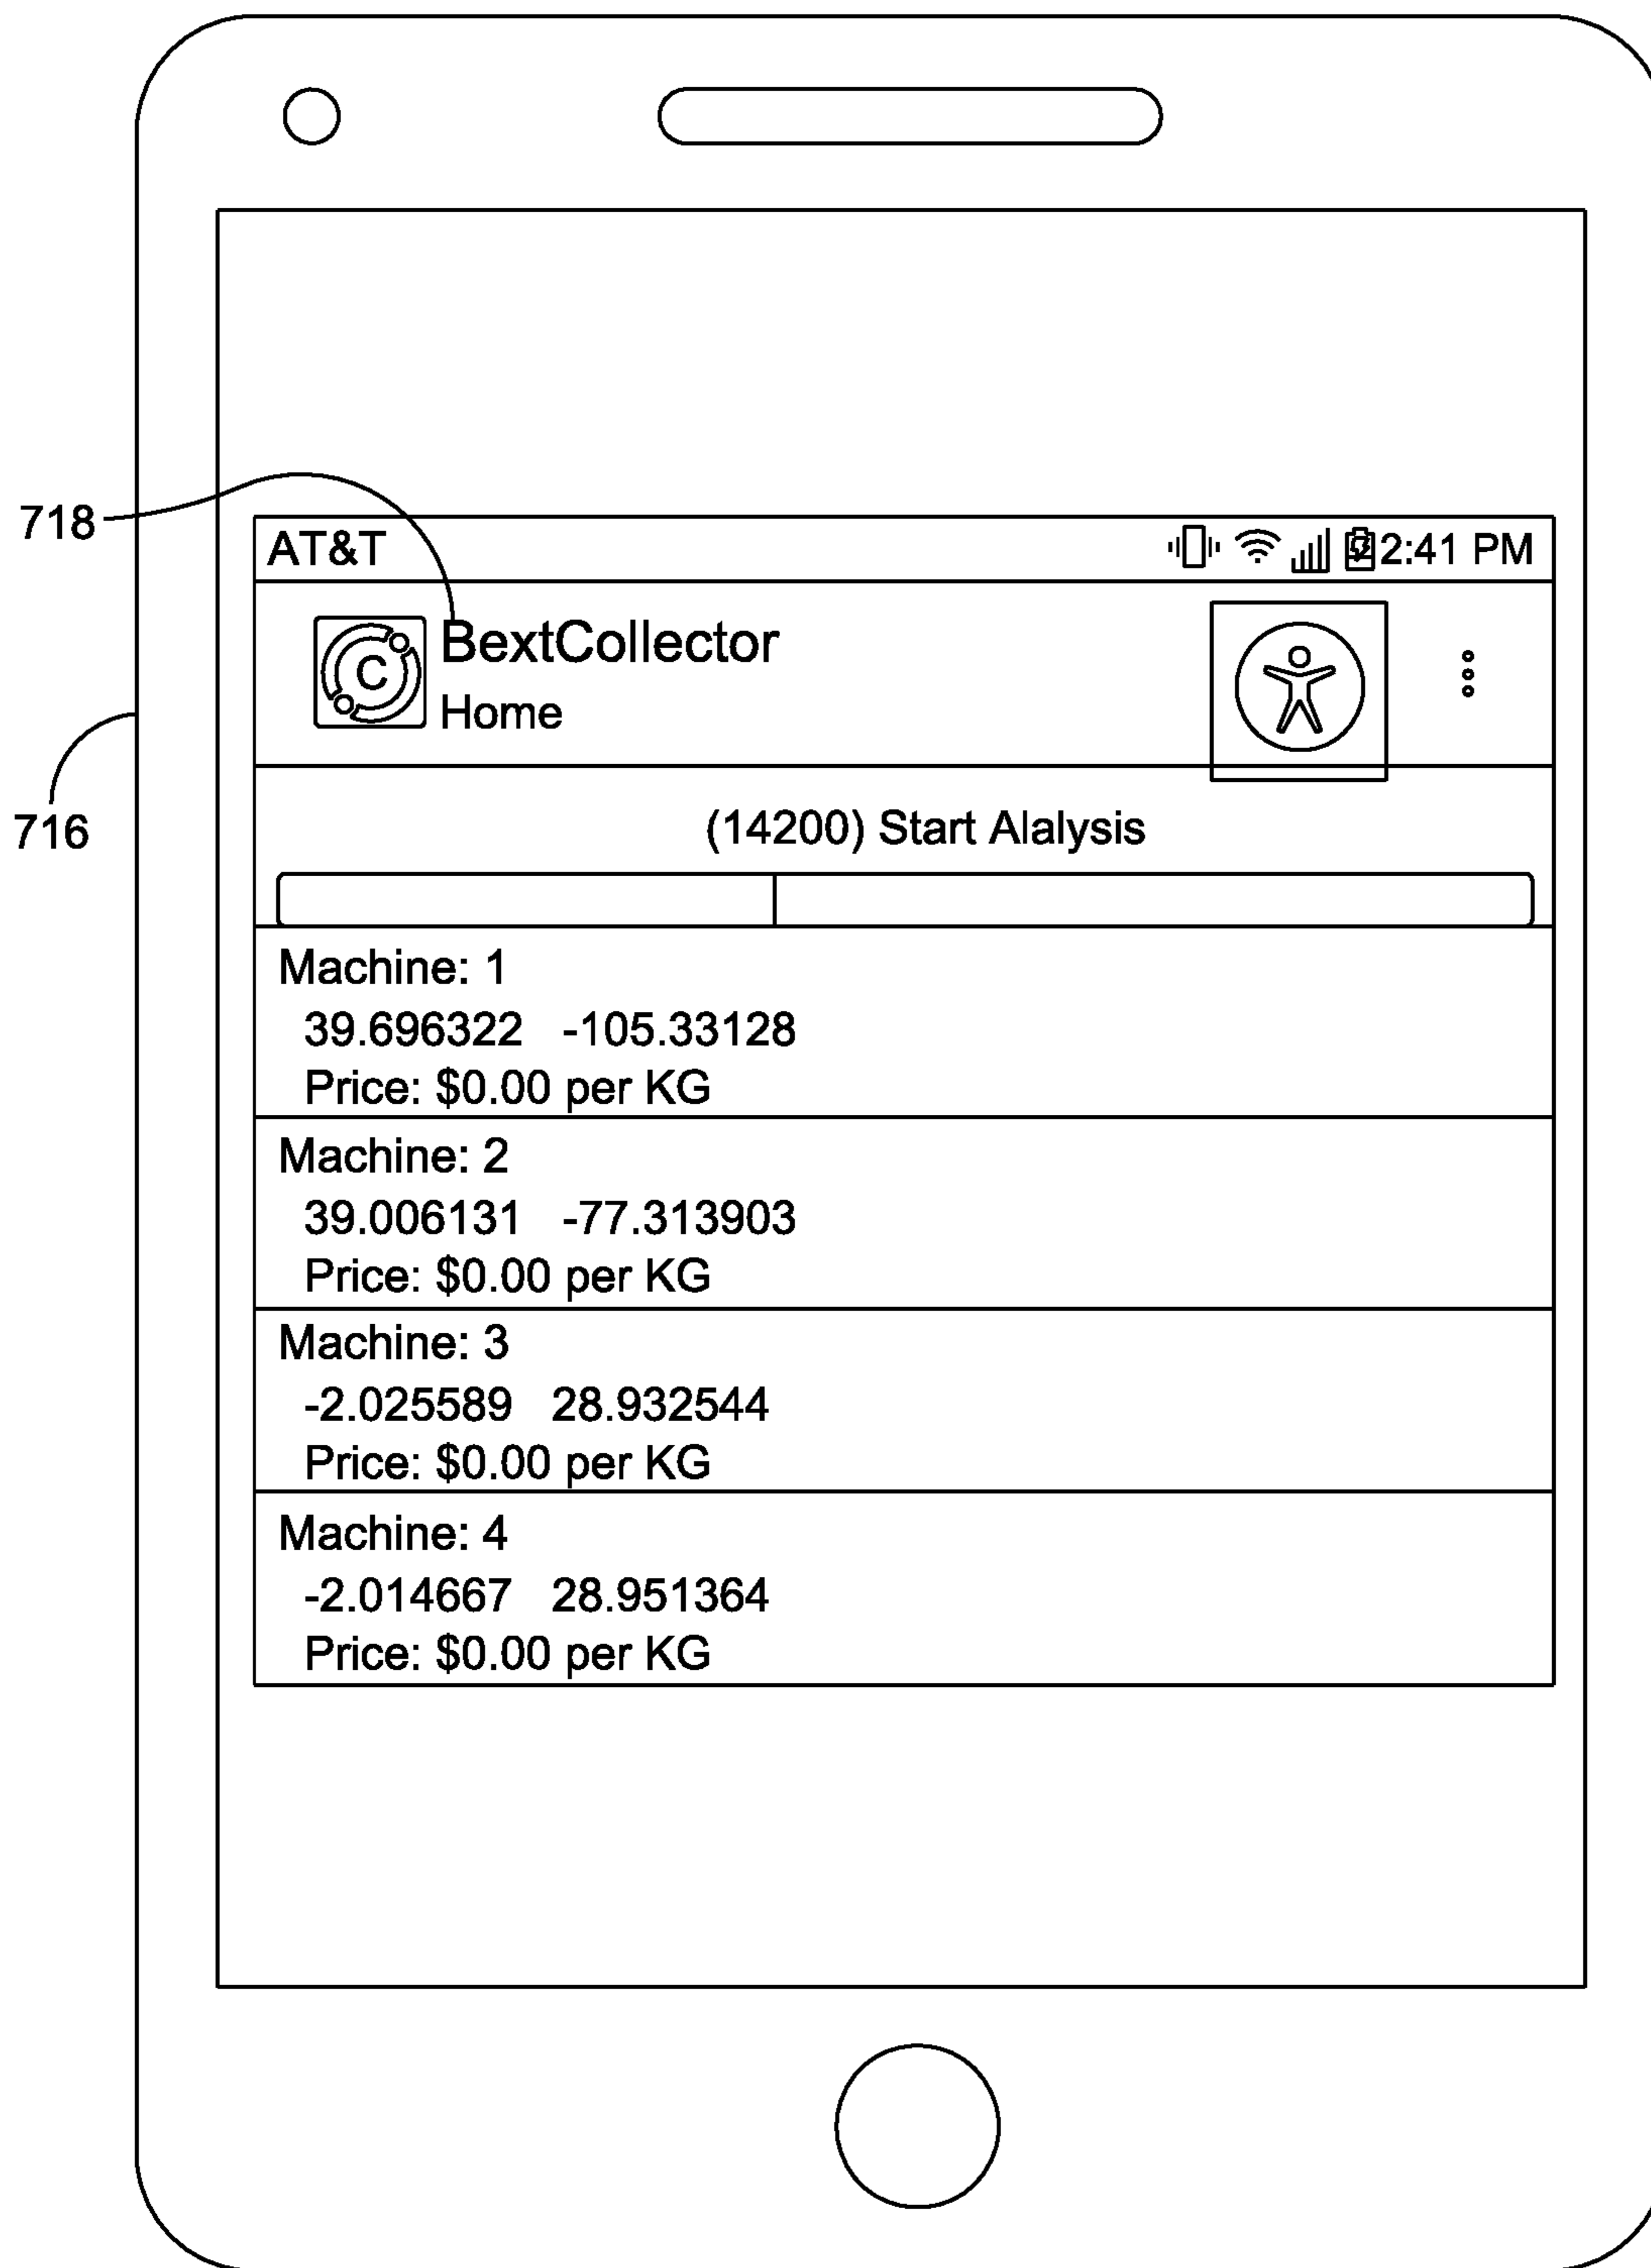 718
AT&T 2:41 PM
C
BextCollector
Home
716
(14200) Start Alalysis
Machine: 1
39.696322 -105.33128
Price: $0.00 per KG
Machine: 2
39.006131 -77.313903
Price: $0.00 per KG
Machine: 3
-2.025589 28.932544
Price: $0.00 per KG
Machine: 4
-2.014667 28.951364
Price: $0.00 per KG